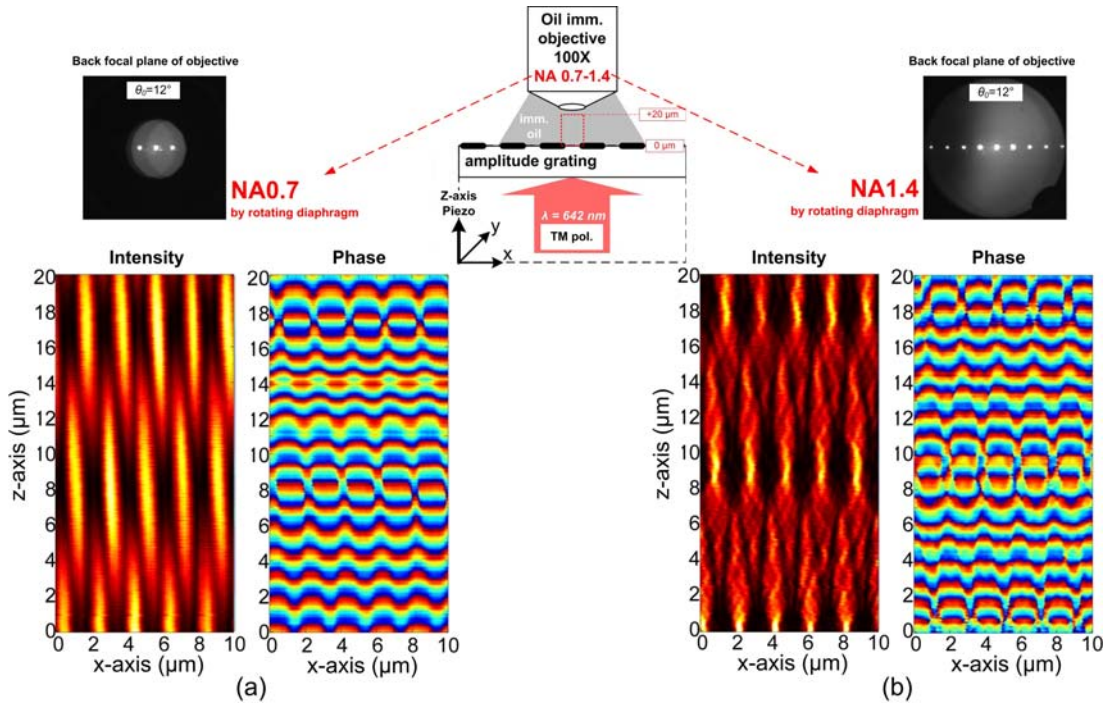 Oil imm.
objective
100X
NA 0.7-1.4
Back focal plane of objective
θ₀=12°
NA0.7
by rotating diaphragm
imm.
oil
+20 µm
0 µm
amplitude grating
Z-axis
Piezo
y
x
λ = 642 nm
TM pol.
Back focal plane of objective
θ₀=12°
NA1.4
by rotating diaphragm
Intensity
Phase
z-axis (µm)
20
18
16
14
12
10
8
6
4
2
0
0 2 4 6 8 10
x-axis (µm)
20
18
16
14
12
10
8
6
4
2
0
0 2 4 6 8 10
x-axis (µm)
(a)
Intensity
Phase
z-axis (µm)
20
18
16
14
12
10
8
6
4
2
0
0 2 4 6 8 10
x-axis (µm)
20
18
16
14
12
10
8
6
4
2
0
0 2 4 6 8 10
x-axis (µm)
(b)